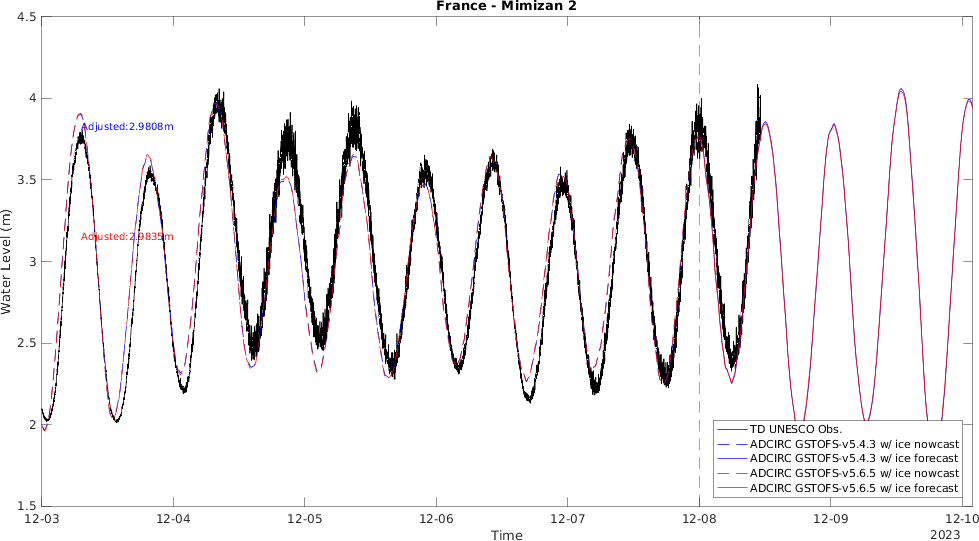 France - Mimizan 2
4.5
4
3.5
3
2.5
2
1.5
Water Level (m)
Adjusted:2.9808m
Adjusted:2.9835m
TD UNESCO Obs.
ADCIRC GSTOFS-v5.4.3 w/ ice nowcast
ADCIRC GSTOFS-v5.4.3 w/ ice forecast
ADCIRC GSTOFS-v5.6.5 w/ ice nowcast
ADCIRC GSTOFS-v5.6.5 w/ ice forecast
12-03 12-04 12-05 12-06 12-07 12-08 12-09 12-10
Time
2023